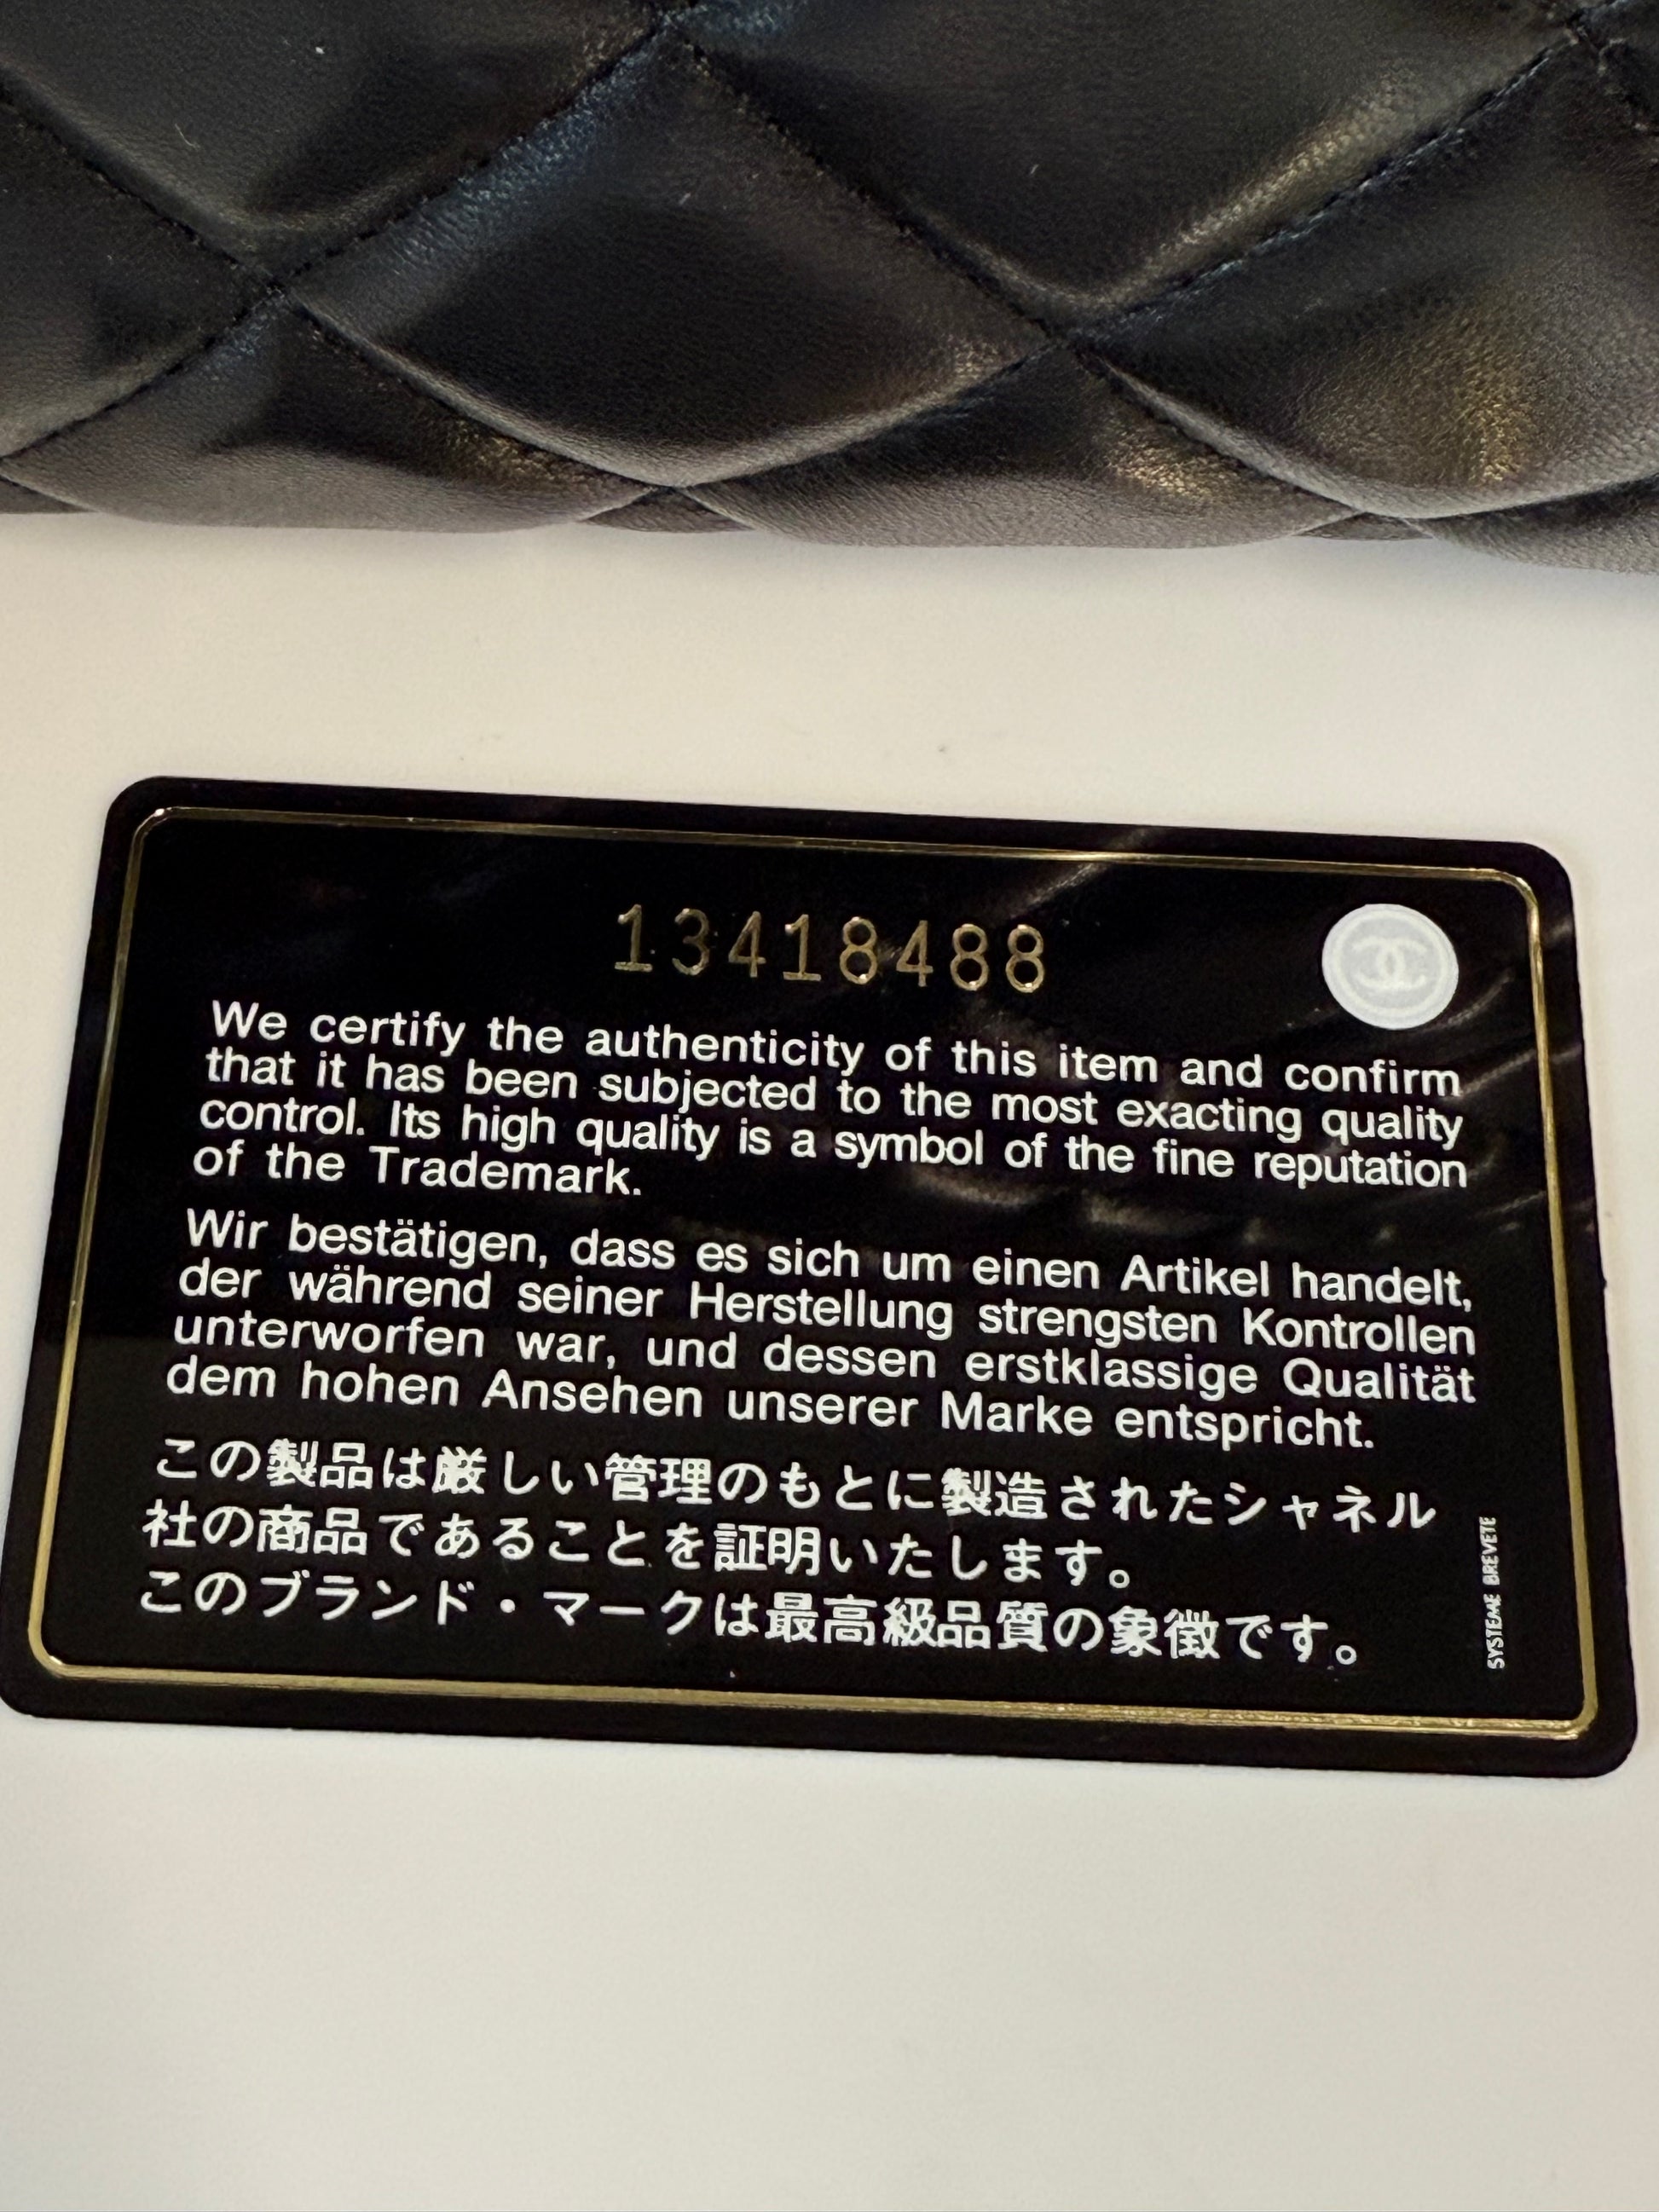 13418488
We certify the authenticity of this item and confirm
that it has been subjected to the most exacting quality
control. Its high quality is a symbol of the fine reputation
of the Trademark.
Wir bestätigen, dass es sich um einen Artikel handelt,
der während seiner Herstellung strengsten Kontrollen
unterworfen war, und dessen erstklassige Qualität
dem hohen Ansehen unserer Marke entspricht.
この製品は厳しい管理のもとに製造されたシャネル
社の商品であることを証明いたします。
このブランド・マークは最高級品質の象徴です。
SYSTEME BREVETE